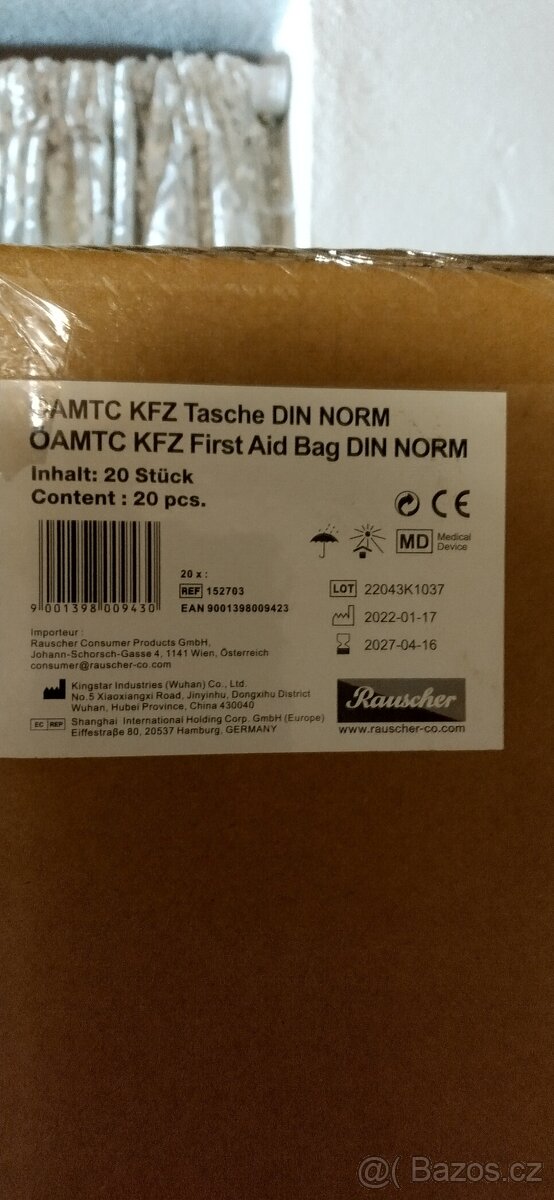 ÖAMTC KFZ Tasche DIN NORM
ÖAMTC KFZ First Aid Bag DIN NORM
Inhalt: 20 Stück
Content : 20 pcs.
CE
MD Medical Device
20 x :
REF 152703
EAN 9001398009423
9 001398 009430
LOT 22043K1037
2022-01-17
2027-04-16
Importeur :
Rauscher Consumer Products GmbH,
Johann-Schorsch-Gasse 4, 1141 Wien, Österreich
consumer@rauscher-co.com
Kingstar Industries (Wuhan) Co., Ltd.
No.5 Xiaoxiangxi Road, Jinyinhu, Dongxihu District
Wuhan, Hubei Province, China 430040
EC REP Shanghai International Holding Corp. GmbH (Europe)
Eiffestraße 80, 20537 Hamburg, GERMANY
Rauscher
www.rauscher-co.com
@( Bazos.cz